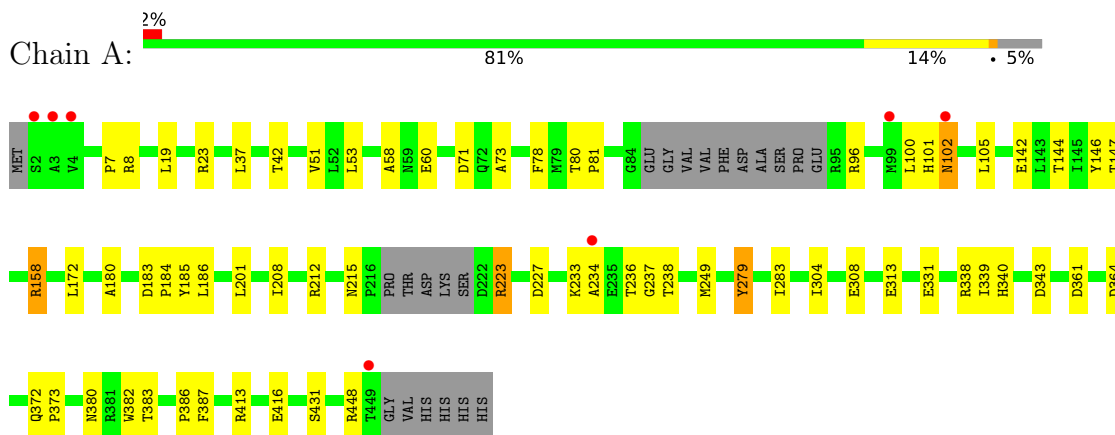 2%
Chain A:
81% 14% • 5%
MET S2 A3 V4 P7 R8 L19 R23 L37 T42 V51 L52 L53 A58 N59 E60 D71 Q72 A73 F78 M79 T80 P81 G84 GLU GLY VAL VAL PHE ASP ALA SER PRO GLU R95 R96 M99 L100 H101 N102 L105 E142 L143 T144 I145 Y146 T147
R158 L172 A180 D183 P184 Y185 L186 L201 I208 R212 N215 P216 PRO THR ASP LYS SER D222 R223 D227 K233 A234 E235 T236 G237 T238 M249 Y279 I283 I304 E308 E313 E331 R338 I339 H340 D343 D361 D364
Q372 P373 N380 R381 W382 T383 P386 F387 R413 E416 S431 R448 T449 GLY VAL HIS HIS HIS HIS